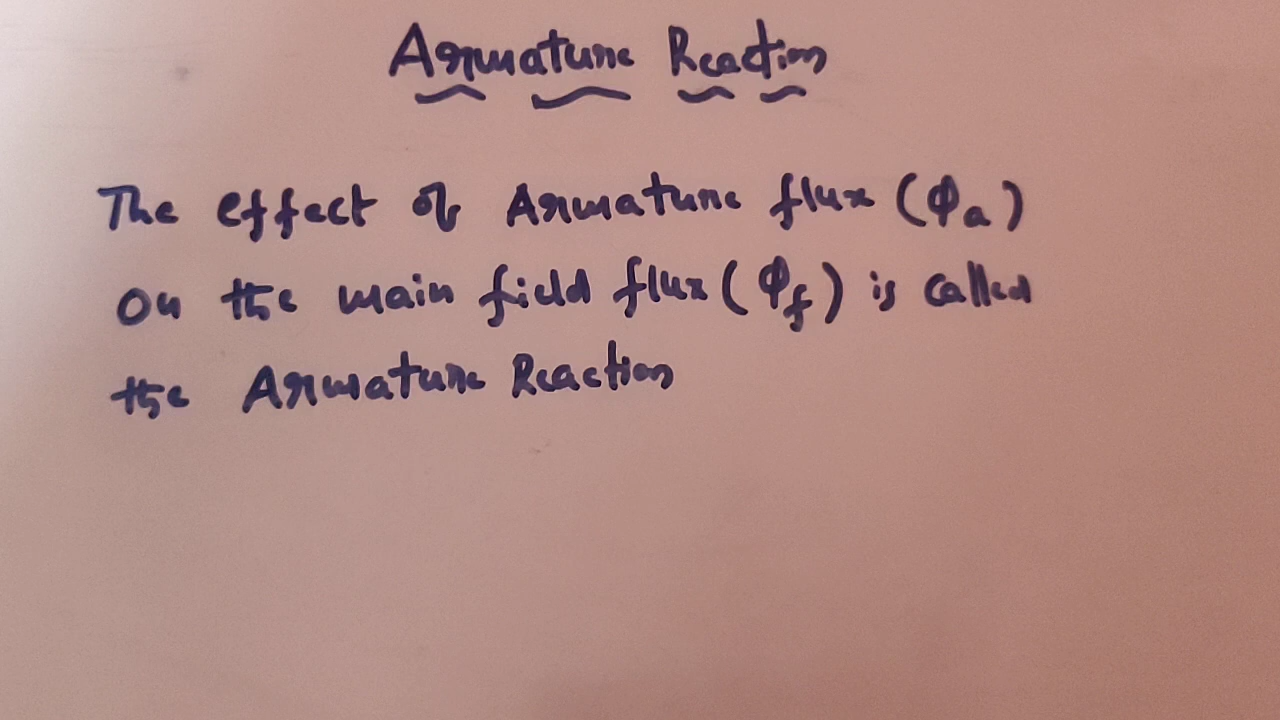 Armature Reaction
The effect of Armature flux (Φa)
on the main field flux (Φf) is called
the Armature Reaction